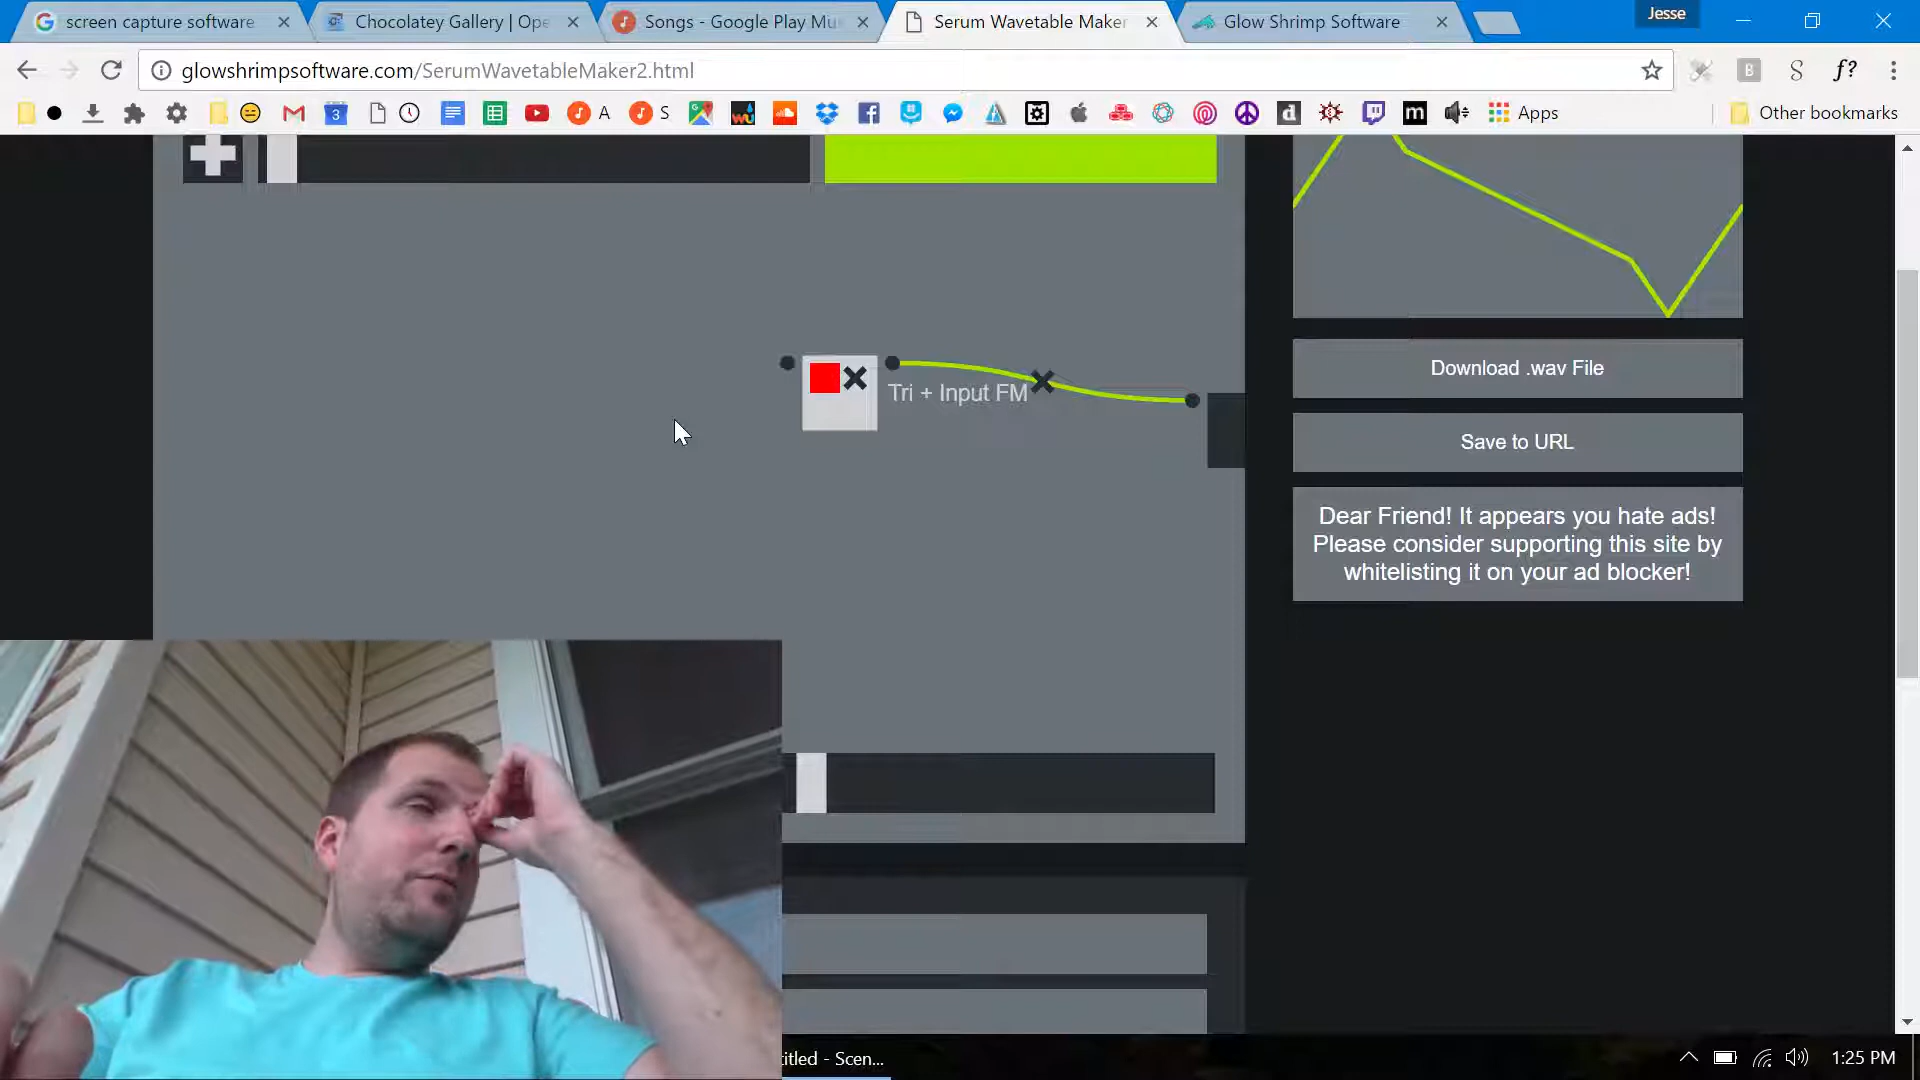 screen capture software
Chocolatey Gallery | Ope
Songs - Google Play Mu
Serum Wavetable Maker
Glow Shrimp Software
Jesse
glowshrimpsoftware.com/SerumWavetableMaker2.html
B
S
f?
3
A
S
d
m
Apps
Other bookmarks
Tri + Input FM
Download .wav File
Save to URL
Dear Friend! It appears you hate ads!
Please consider supporting this site by
whitelisting it on your ad blocker!
titled - Scen...
1:25 PM